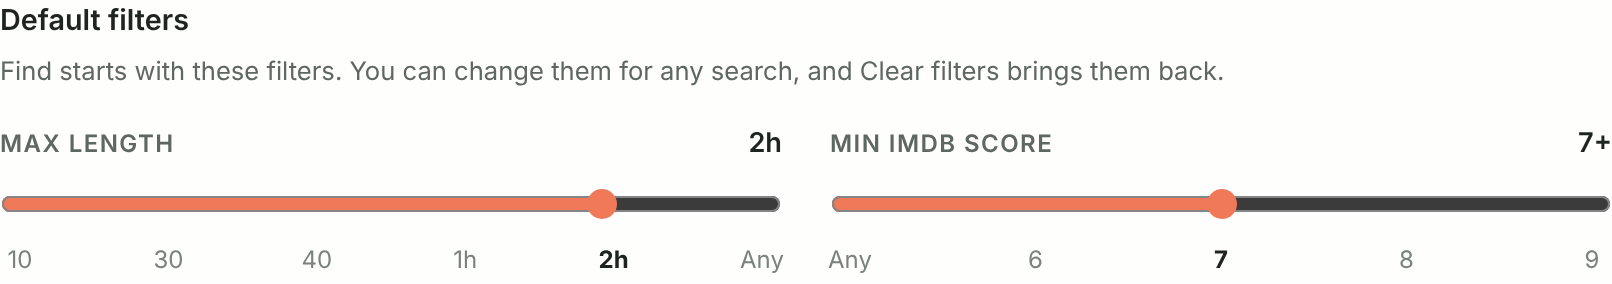 Default filters
Find starts with these filters. You can change them for any search, and Clear filters brings them back.
MAX LENGTH 2h
10 30 40 1h 2h Any
MIN IMDB SCORE 7+
Any 6 7 8 9